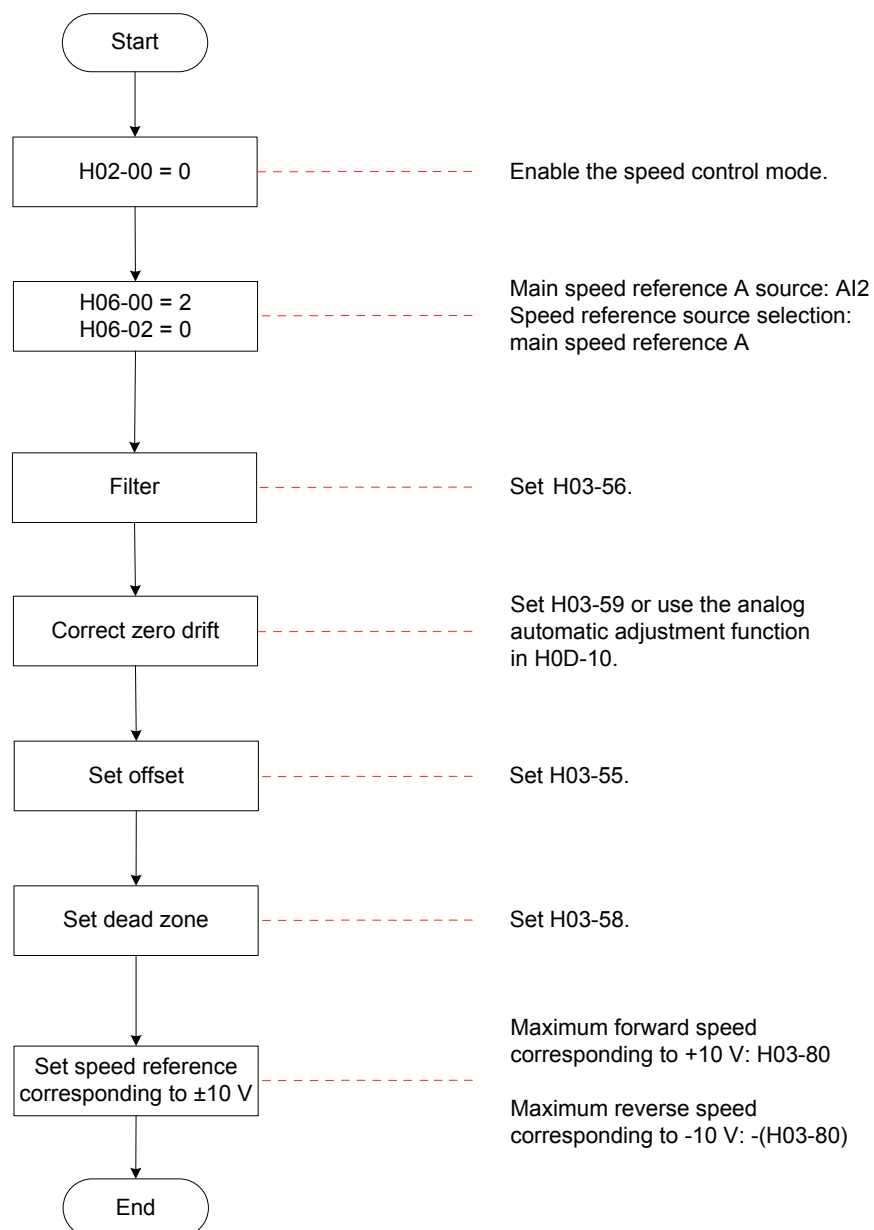 Start
H02-00 = 0
Enable the speed control mode.
H06-00 = 2
H06-02 = 0
Main speed reference A source: AI2
Speed reference source selection:
main speed reference A
Filter
Set H03-56.
Correct zero drift
Set H03-59 or use the analog
automatic adjustment function
in H0D-10.
Set offset
Set H03-55.
Set dead zone
Set H03-58.
Set speed reference
corresponding to ±10 V
Maximum forward speed
corresponding to +10 V: H03-80
Maximum reverse speed
corresponding to -10 V: -(H03-80)
End